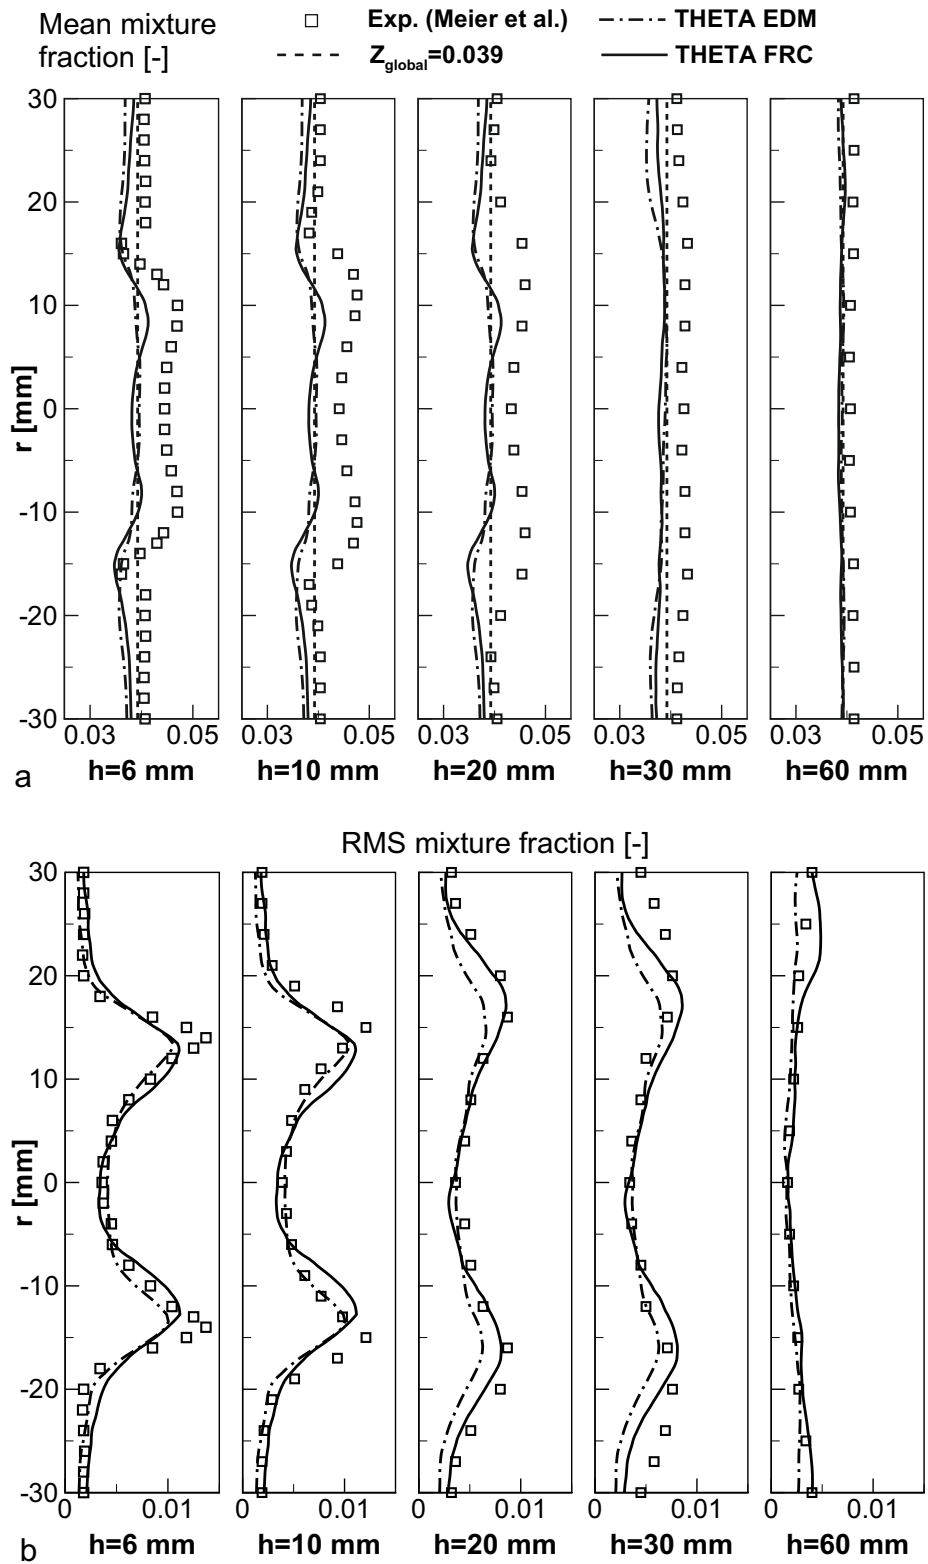 Mean mixture
fraction [-]
Exp. (Meier et al.)
THETA EDM
Zglobal=0.039
THETA FRC
30
20
10
0
-10
-20
-30
r [mm]
0.03 0.05 0.03 0.05 0.03 0.05 0.03 0.05 0.03 0.05
a h=6 mm h=10 mm h=20 mm h=30 mm h=60 mm
RMS mixture fraction [-]
30
20
10
0
-10
-20
-30
r [mm]
0 0.01 0 0.01 0 0.01 0 0.01 0 0.01
b h=6 mm h=10 mm h=20 mm h=30 mm h=60 mm